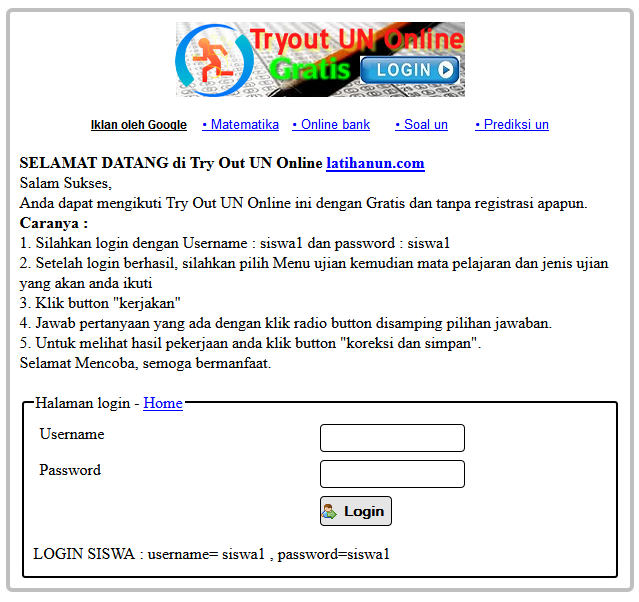 Tryout UN Online
Gratis LOGIN
Iklan oleh Google • Matematika • Online bank • Soal un • Prediksi un
SELAMAT DATANG di Try Out UN Online latihanun.com
Salam Sukses,
Anda dapat mengikuti Try Out UN Online ini dengan Gratis dan tanpa registrasi apapun.
Caranya :
1. Silahkan login dengan Username : siswa1 dan password : siswa1
2. Setelah login berhasil, silahkan pilih Menu ujian kemudian mata pelajaran dan jenis ujian
yang akan anda ikuti
3. Klik button "kerjakan"
4. Jawab pertanyaan yang ada dengan klik radio button disamping pilihan jawaban.
5. Untuk melihat hasil pekerjaan anda klik button "koreksi dan simpan".
Selamat Mencoba, semoga bermanfaat.
Halaman login - Home
Username
Password
Login
LOGIN SISWA : username= siswa1 , password=siswa1